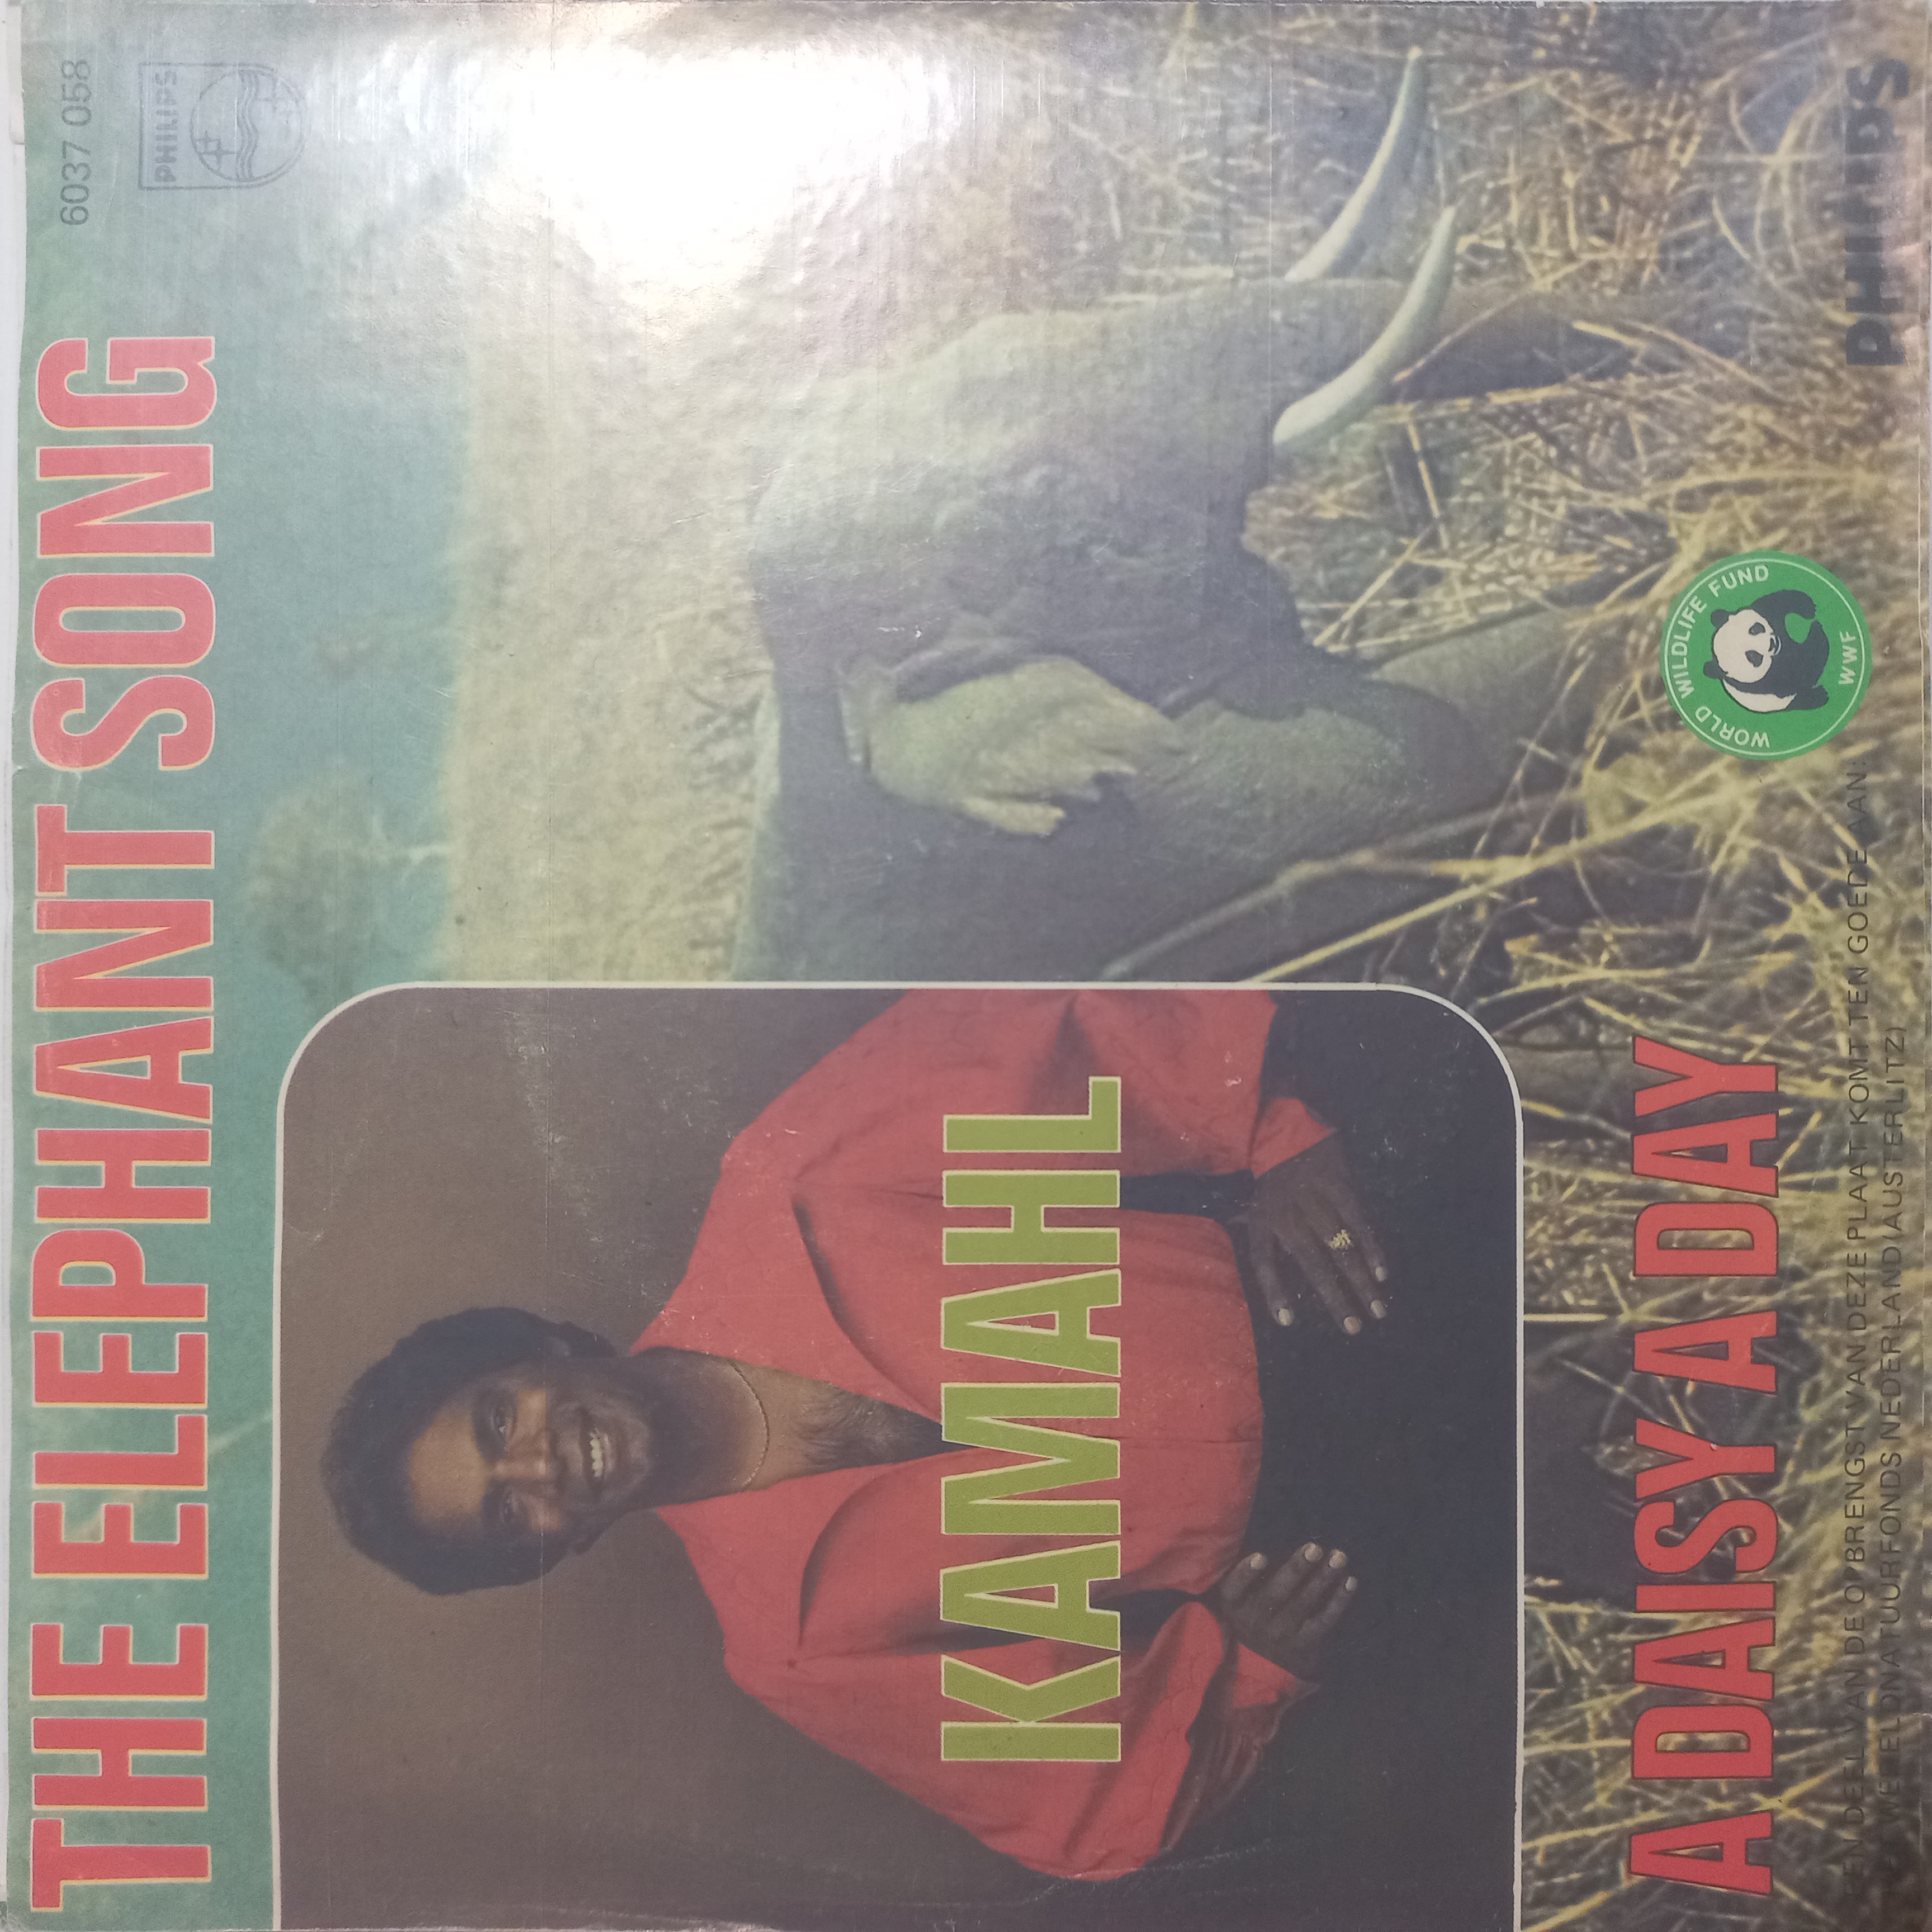 6037 058
PHILIPS
THE ELEPHANT SONG
KAMAHL
A DAISY A DAY
WORLD WILDLIFE FUND
WWF
EEN DEEL VAN DE OPBRENGST VAN DEZE PLAAT KOMT TEN GOEDE AAN:
WERELDNATUURFONDS NEDERLAND (AUSTERLITZ)
PHILIPS